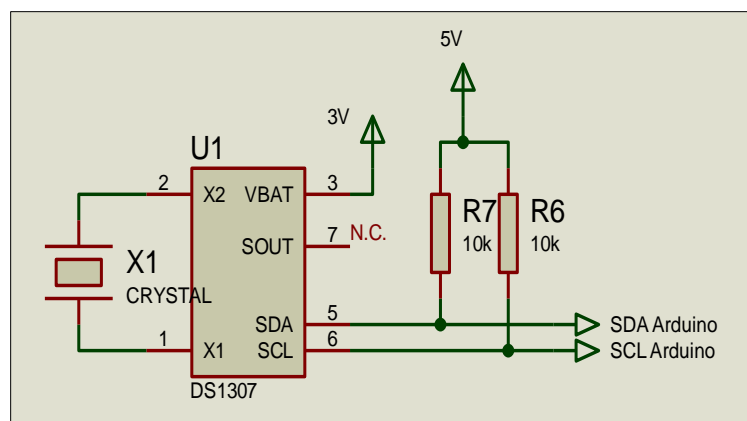 5V
3V
U1
2
X2
VBAT
3
R7
10k
R6
10k
SOUT
7
N.C.
X1
CRYSTAL
SDA
5
SDA Arduino
1
X1
SCL
6
SCL Arduino
DS1307